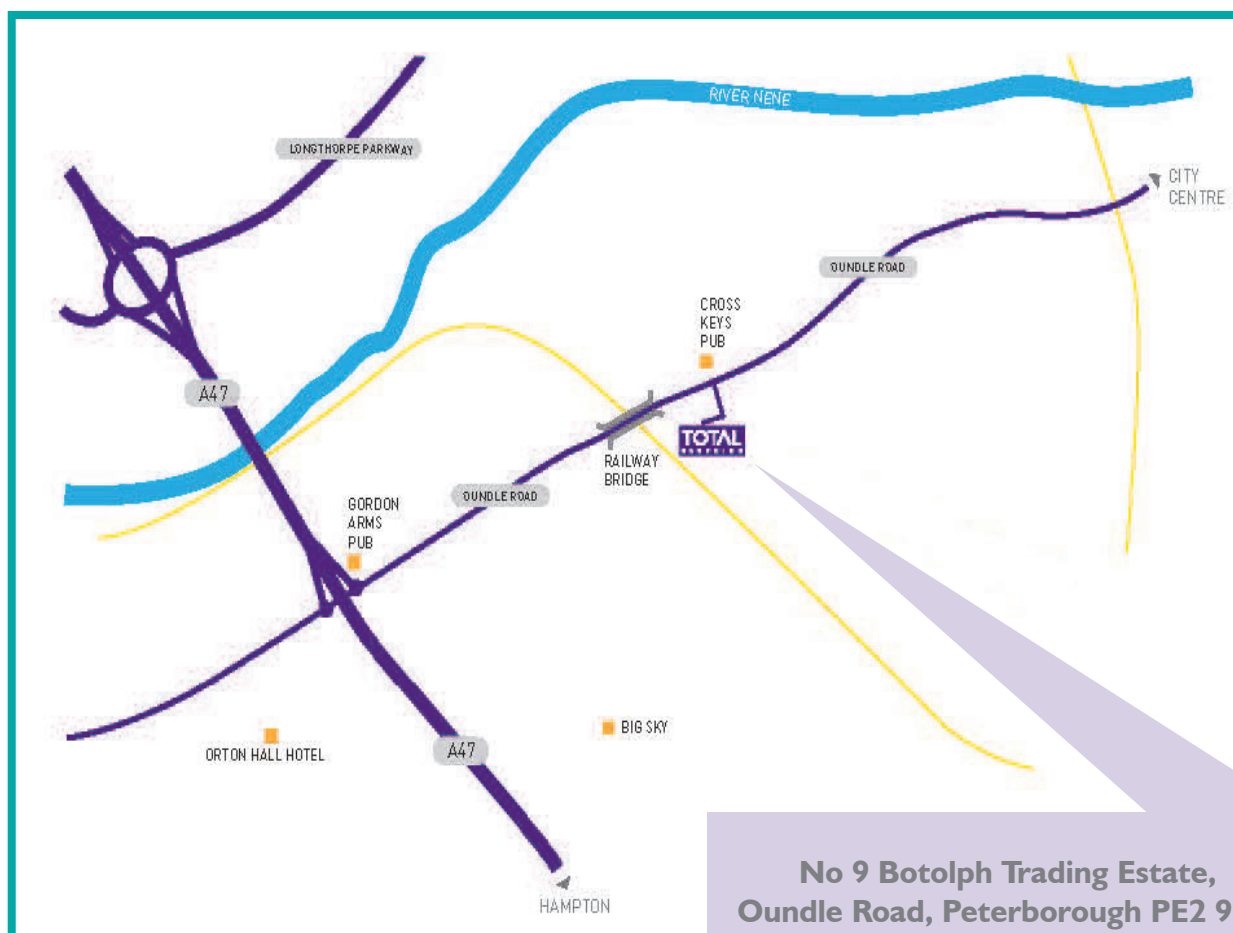 RIVER NENE
LONGTHORPE PARKWAY
CITY
CENTRE
OUNDLE ROAD
CROSS
KEYS
PUB
A47
TOTAL
RAILWAY
BRIDGE
OUNDLE ROAD
GORDON
ARMS
PUB
BIG SKY
ORTON HALL HOTEL
A47
HAMPTON
No 9 Botolph Trading Estate,
Oundle Road, Peterborough PE2 9